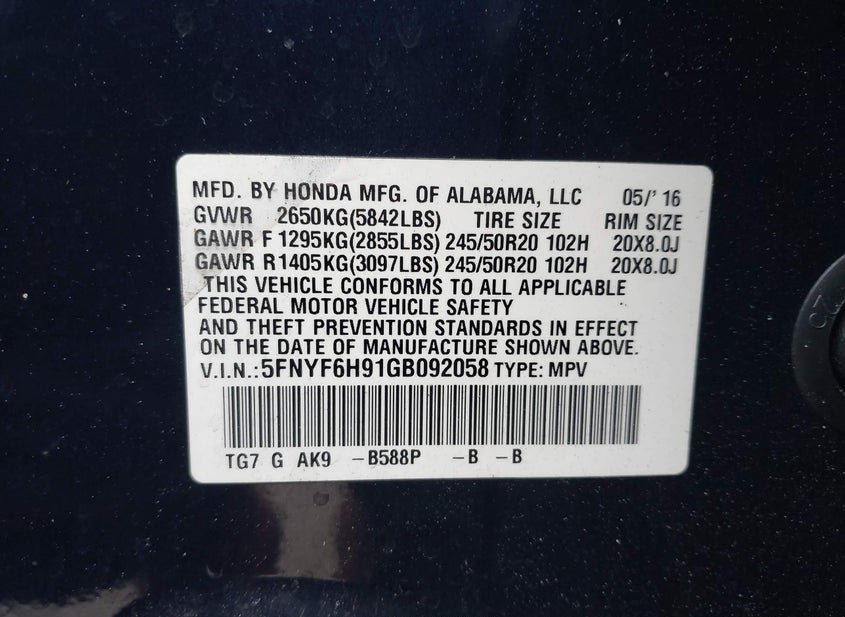 MFD. BY HONDA MFG. OF ALABAMA, LLC 05/'16
GVWR 2650KG(5842LBS) TIRE SIZE RIM SIZE
GAWR F 1295KG(2855LBS) 245/50R20 102H 20X8.0J
GAWR R1405KG(3097LBS) 245/50R20 102H 20X8.0J
THIS VEHICLE CONFORMS TO ALL APPLICABLE
FEDERAL MOTOR VEHICLE SAFETY
AND THEFT PREVENTION STANDARDS IN EFFECT
ON THE DATE OF MANUFACTURE SHOWN ABOVE.
V.I.N.:5FNYF6H91GB092058 TYPE: MPV
TG7 G AK9 -B588P -B -B